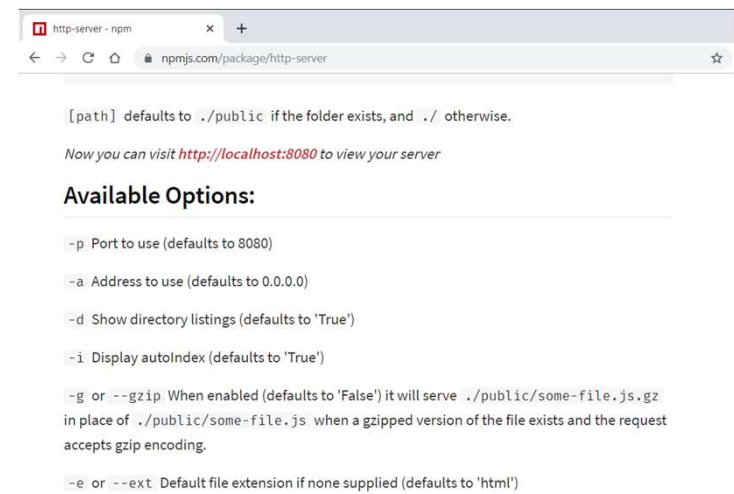 http-server - npm
npmjs.com/package/http-server
[path] defaults to ./public if the folder exists, and ./ otherwise.
Now you can visit http://localhost:8080 to view your server
Available Options:
-p Port to use (defaults to 8080)
-a Address to use (defaults to 0.0.0.0)
-d Show directory listings (defaults to 'True')
-i Display autoIndex (defaults to 'True')
-g or --gzip When enabled (defaults to 'False') it will serve ./public/some-file.js.gz
in place of ./public/some-file.js when a gzipped version of the file exists and the request
accepts gzip encoding.
-e or --ext Default file extension if none supplied (defaults to 'html')